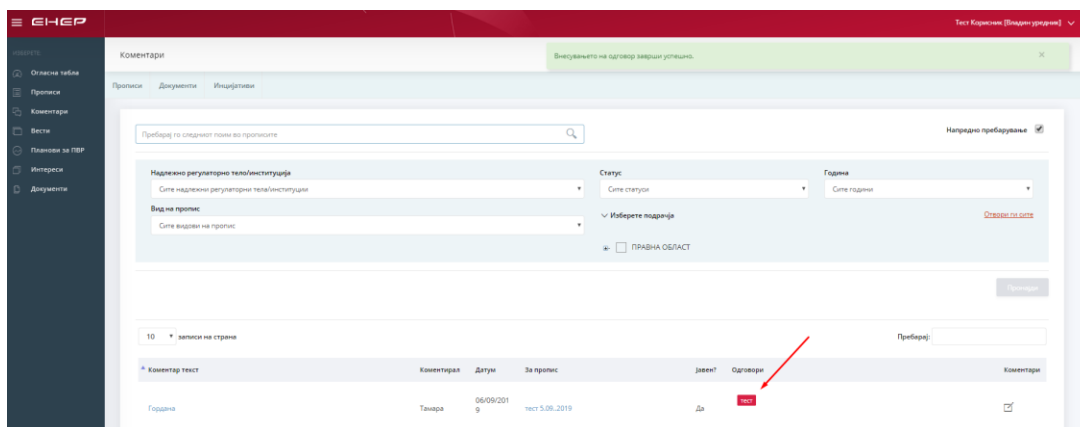 ЕНЕР
Тест Корисник [Владин уредник]
ИЗБЕРЕТЕ
Коментари
Внесувањето на одговор заврши успешно.
Огласна табла
Прописи
Коментари
Вести
Планови за ПВР
Интереси
Документи
Прописи Документи Иницијативи
Пребарај го следниот поим во прописите
Напредно пребарување
Надлежно регулаторно тело/институција Статус Година
Сите надлежни регулаторни тела/институции Сите статуси Сите години
Вид на пропис
Сите видови на пропис
Изберете подрачја Отвори ги сите
ПРАВНА ОБЛАСТ
Пронајди
10 записи на страна Пребарај:
Коментар текст Коментирал Датум За пропис Јавен? Одговори Коментари
Гордана Тамара 06/09/201
9 тест 5.09..2019 Да тест